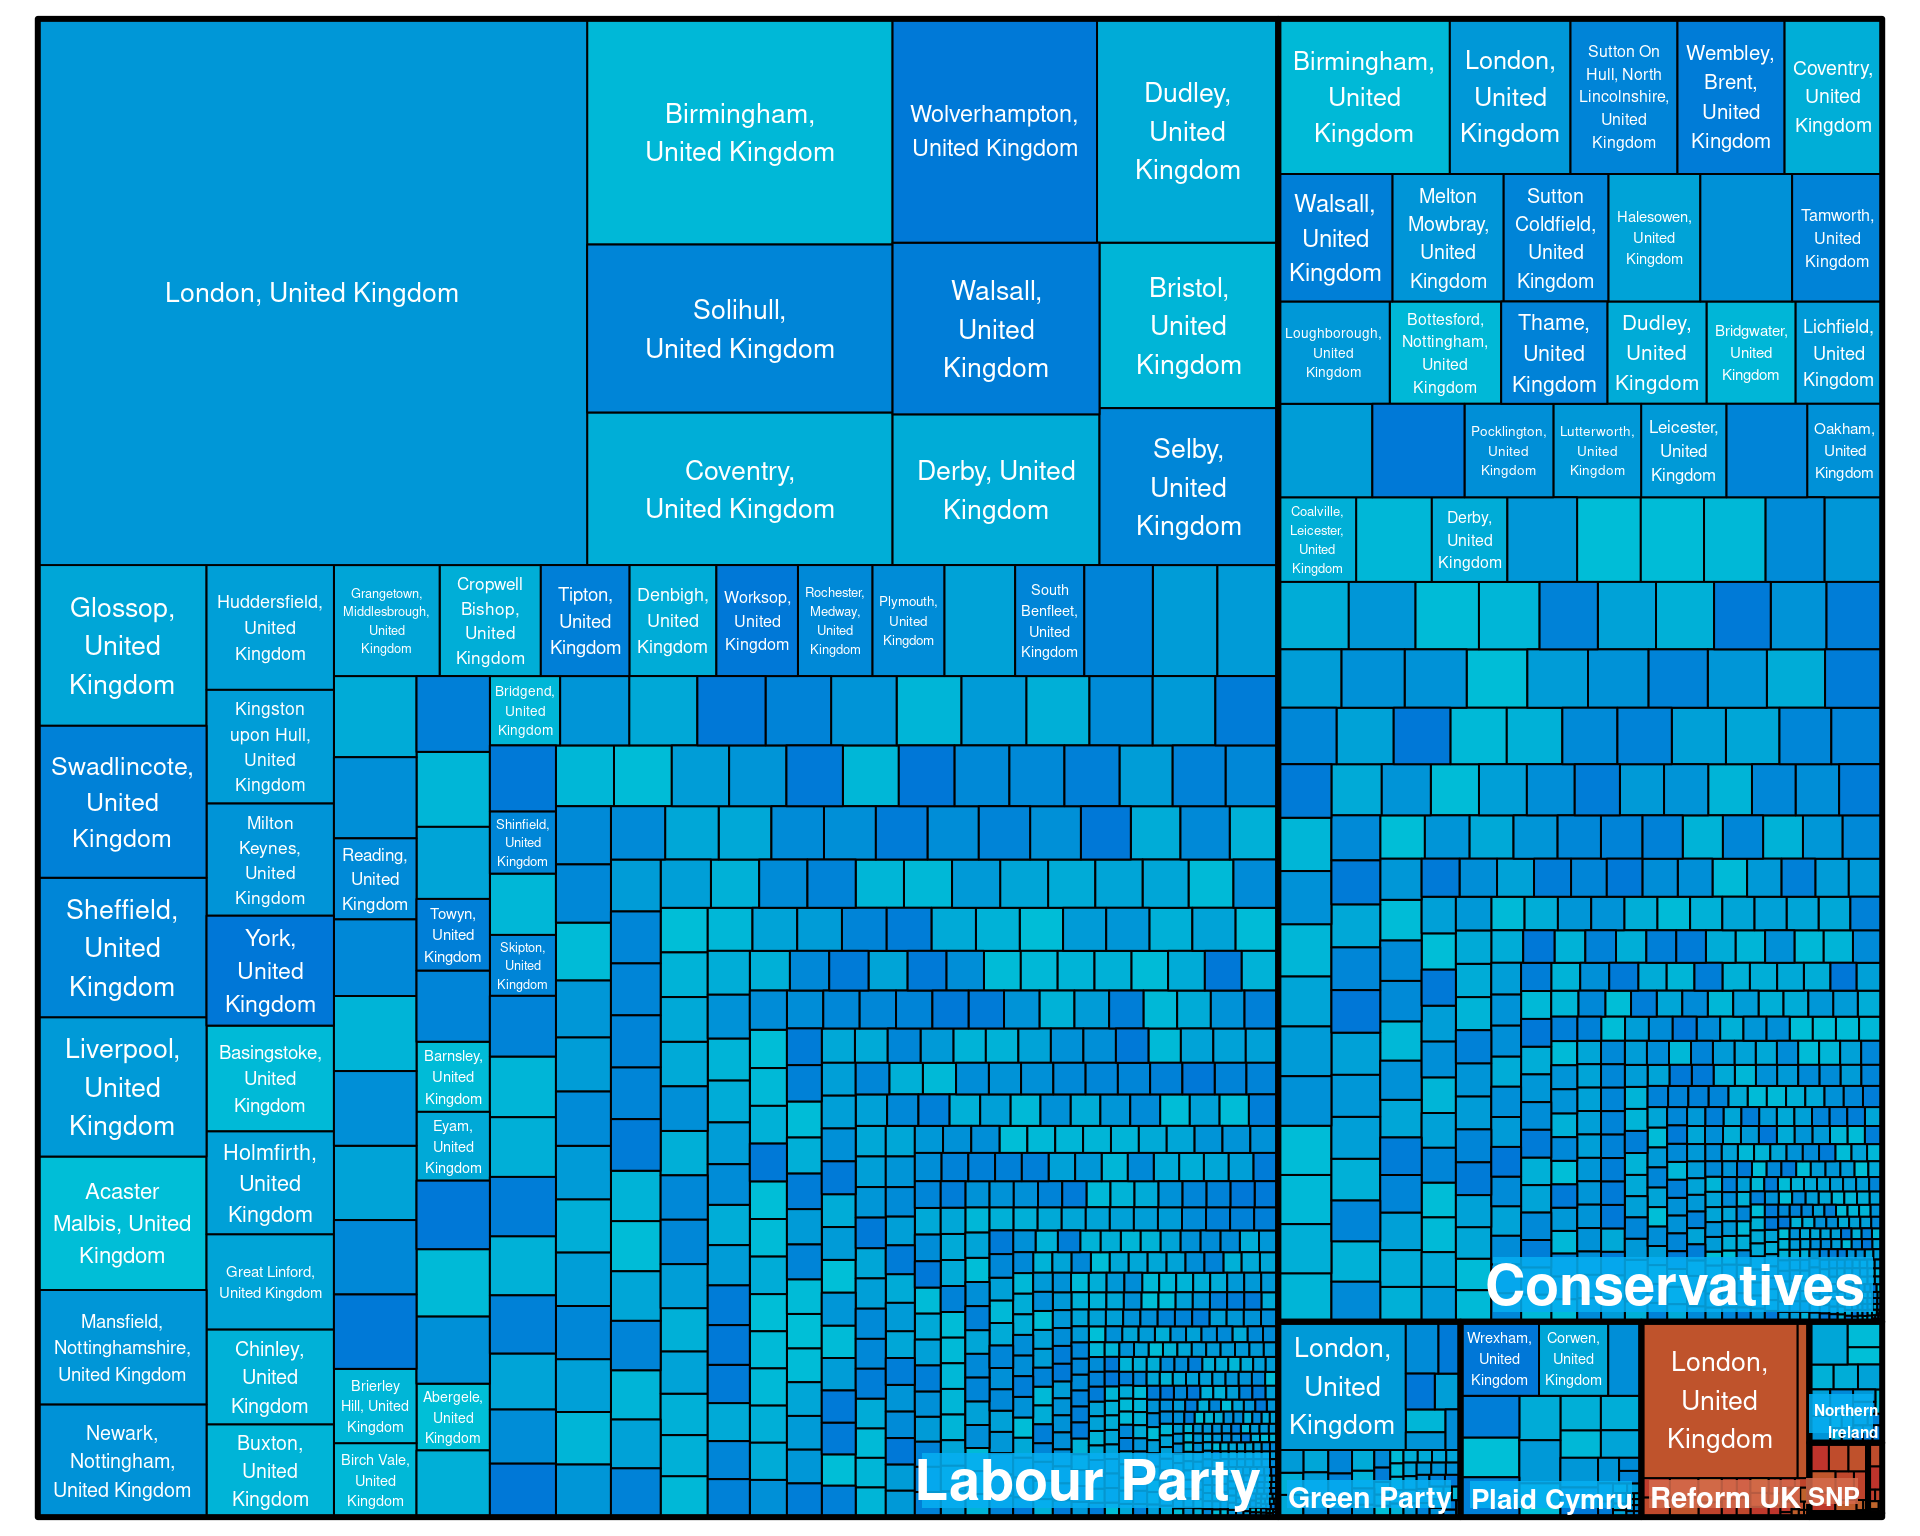 London, United Kingdom
Birmingham,
United Kingdom
Wolverhampton,
United Kingdom
Dudley,
United
Kingdom
Solihull,
United Kingdom
Walsall,
United
Kingdom
Bristol,
United
Kingdom
Coventry,
United Kingdom
Derby, United
Kingdom
Selby,
United
Kingdom
Glossop,
United
Kingdom
Swadlincote,
United
Kingdom
Sheffield,
United
Kingdom
Liverpool,
United
Kingdom
Acaster
Malbis, United
Kingdom
Mansfield,
Nottinghamshire,
United Kingdom
Newark,
Nottingham,
United Kingdom
Huddersfield,
United
Kingdom
Kingston
upon Hull,
United
Kingdom
Milton
Keynes,
United
Kingdom
York,
United
Kingdom
Basingstoke,
United
Kingdom
Holmfirth,
United
Kingdom
Great Linford,
United Kingdom
Chinley,
United
Kingdom
Buxton,
United
Kingdom
Grangetown,
Middlesbrough,
United
Kingdom
Cropwell
Bishop,
United
Kingdom
Tipton,
United
Kingdom
Denbigh,
United
Kingdom
Worksop,
United
Kingdom
Rochester,
Medway,
United
Kingdom
Plymouth,
United
Kingdom
South
Benfleet,
United
Kingdom
Reading,
United
Kingdom
Brierley
Hill, United
Kingdom
Birch Vale,
United
Kingdom
Towyn,
United
Kingdom
Barnsley,
United
Kingdom
Eyam,
United
Kingdom
Abergele,
United
Kingdom
Bridgend,
United
Kingdom
Shinfield,
United
Kingdom
Skipton,
United
Kingdom
Labour Party
Birmingham,
United
Kingdom
London,
United
Kingdom
Sutton On
Hull, North
Lincolnshire,
United
Kingdom
Wembley,
Brent,
United
Kingdom
Coventry,
United
Kingdom
Walsall,
United
Kingdom
Melton
Mowbray,
United
Kingdom
Sutton
Coldfield,
United
Kingdom
Halesowen,
United
Kingdom
Tamworth,
United
Kingdom
Loughborough,
United
Kingdom
Bottesford,
Nottingham,
United
Kingdom
Thame,
United
Kingdom
Dudley,
United
Kingdom
Bridgwater,
United
Kingdom
Lichfield,
United
Kingdom
Pocklington,
United
Kingdom
Lutterworth,
United
Kingdom
Leicester,
United
Kingdom
Oakham,
United
Kingdom
Coalville,
Leicester,
United
Kingdom
Derby,
United
Kingdom
Conservatives
London,
United
Kingdom
Green Party
Wrexham,
United
Kingdom
Corwen,
United
Kingdom
Plaid Cymru
London,
United
Kingdom
Reform UK
Northern
Ireland
SNP